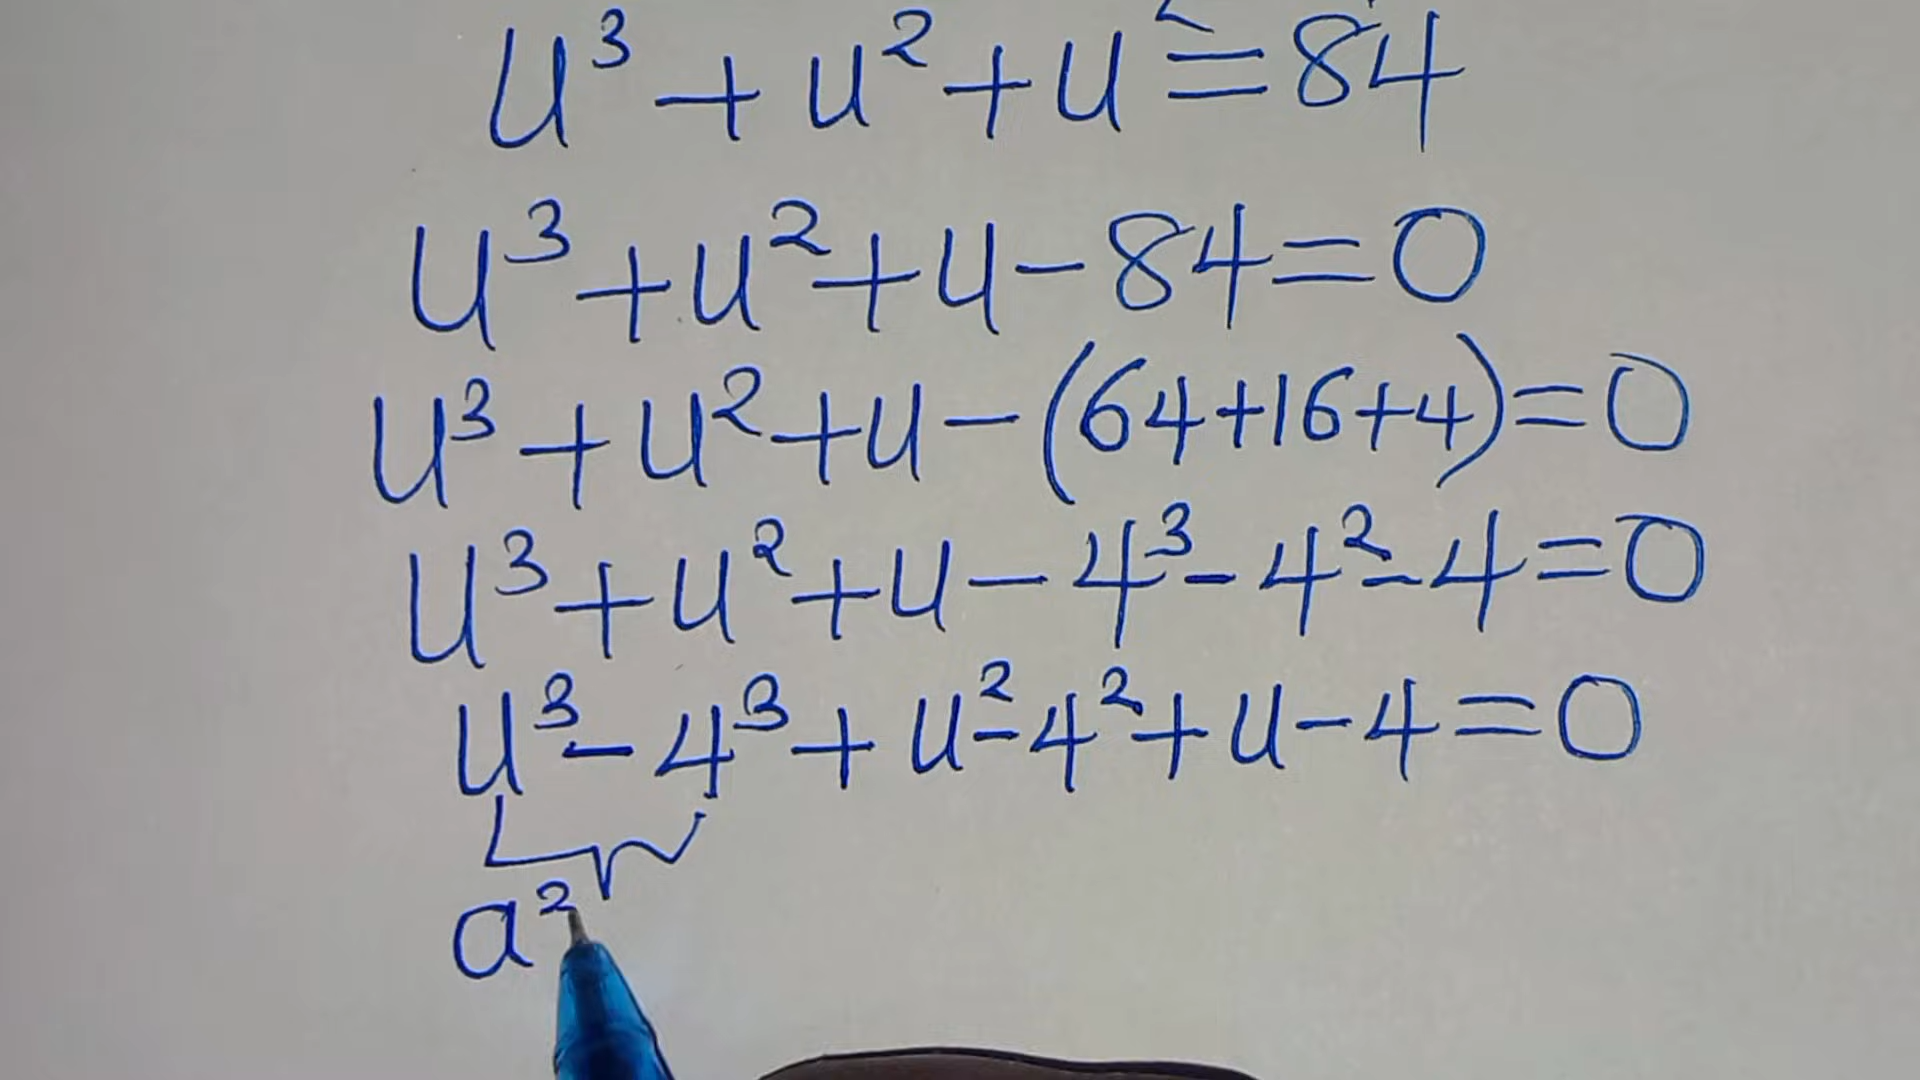 u³ + u² + u = 84
u³ + u² + u - 84 = 0
u³ + u² + u - (64 + 16 + 4) = 0
u³ + u² + u - 4³ - 4² - 4 = 0
u³ - 4³ + u² - 4² + u - 4 = 0
a²